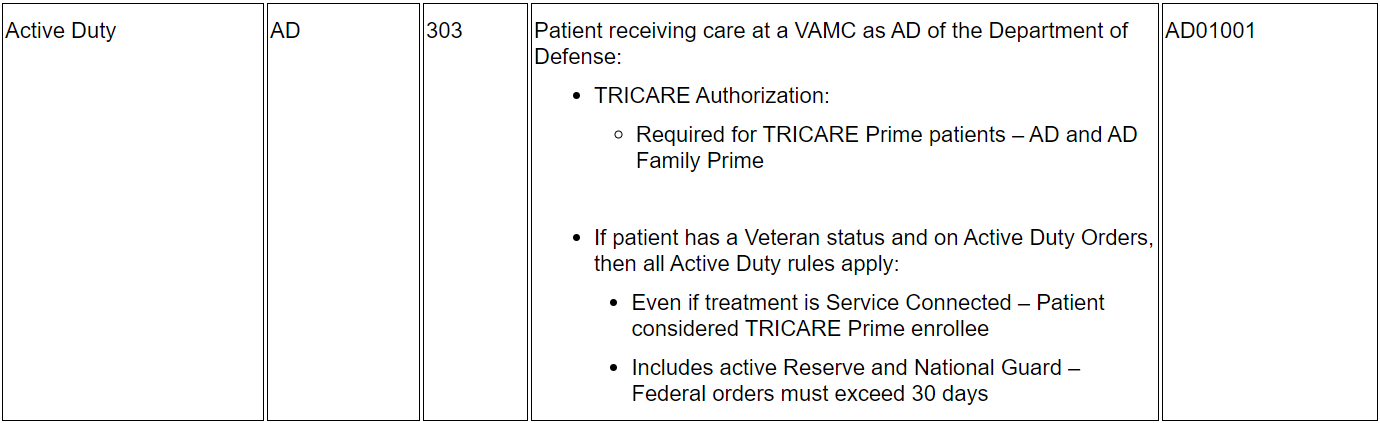 Active Duty
AD
303
Patient receiving care at a VAMC as AD of the Department of
Defense:
• TRICARE Authorization:
○ Required for TRICARE Prime patients – AD and AD
Family Prime
• If patient has a Veteran status and on Active Duty Orders,
then all Active Duty rules apply:
• Even if treatment is Service Connected – Patient
considered TRICARE Prime enrollee
• Includes active Reserve and National Guard –
Federal orders must exceed 30 days
AD01001